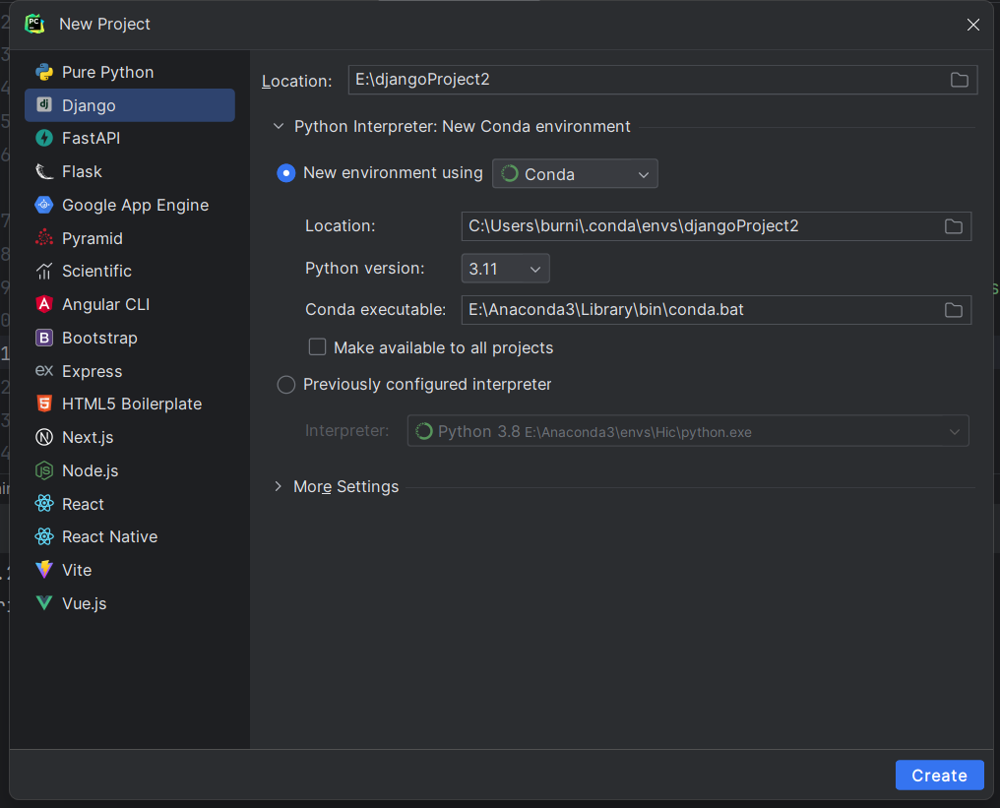 New Project
Pure Python
Django
FastAPI
Flask
Google App Engine
Pyramid
Scientific
Angular CLI
Bootstrap
Express
HTML5 Boilerplate
Next.js
Node.js
React
React Native
Vite
Vue.js
Location: E:\djangoProject2
Python Interpreter: New Conda environment
New environment using Conda
Location: C:\Users\burni\.conda\envs\djangoProject2
Python version: 3.11
Conda executable: E:\Anaconda3\Library\bin\conda.bat
Make available to all projects
Previously configured interpreter
Interpreter: Python 3.8 E:\Anaconda3\envs\Hic\python.exe
More Settings
Create